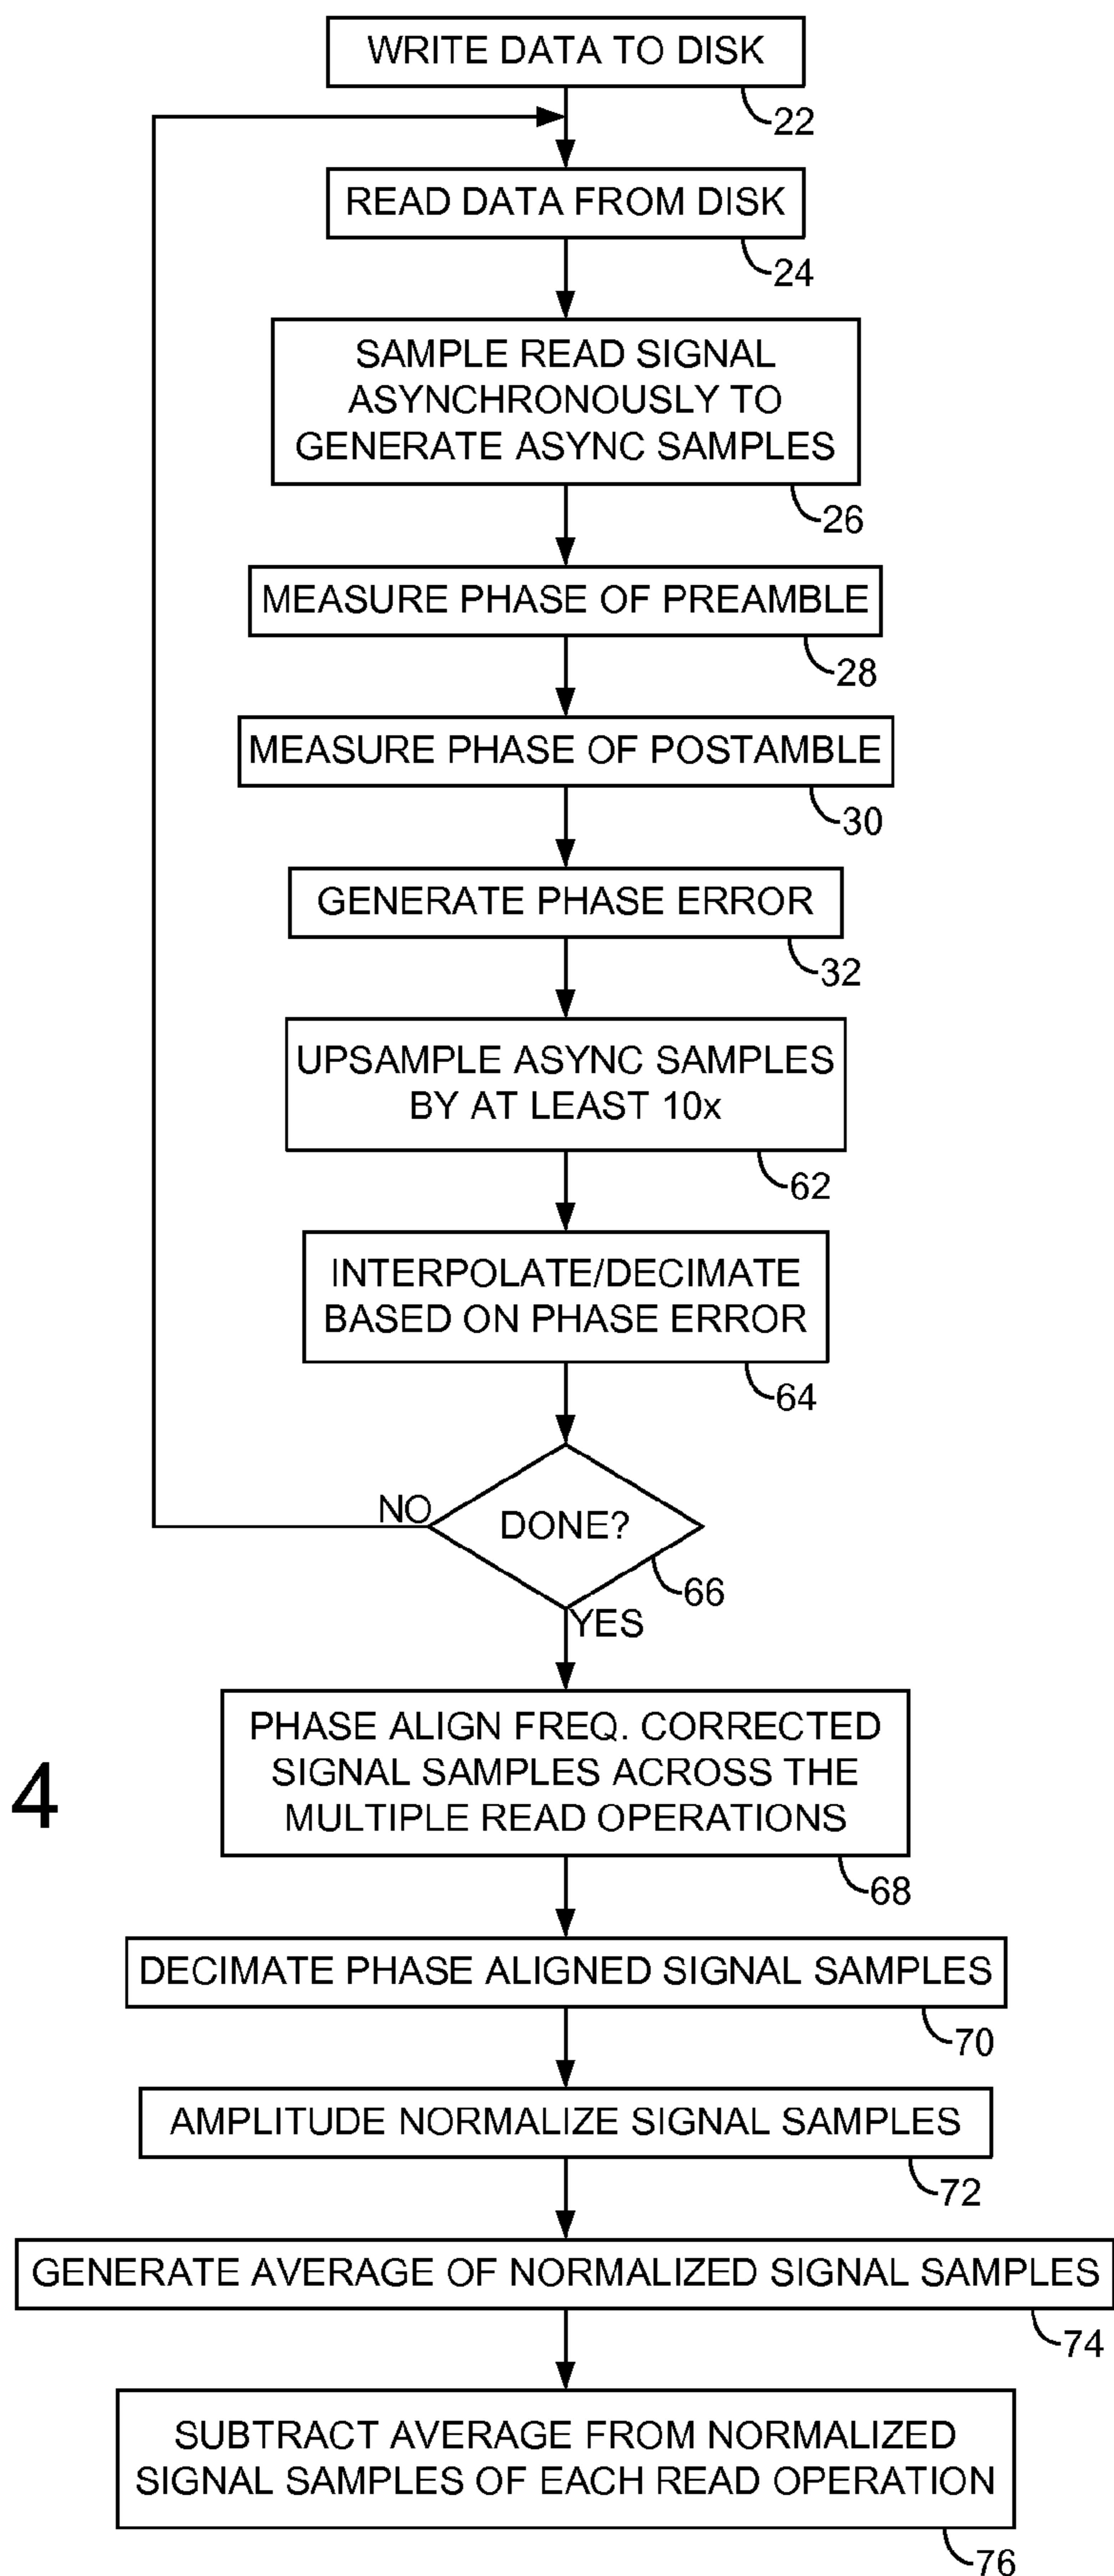 WRITE DATA TO DISK
22
READ DATA FROM DISK
24
SAMPLE READ SIGNAL
ASYNCHRONOUSLY TO
GENERATE ASYNC SAMPLES
26
MEASURE PHASE OF PREAMBLE
28
MEASURE PHASE OF POSTAMBLE
30
GENERATE PHASE ERROR
32
UPSAMPLE ASYNC SAMPLES
BY AT LEAST 10x
62
INTERPOLATE/DECIMATE
BASED ON PHASE ERROR
64
NO
DONE?
66
YES
PHASE ALIGN FREQ. CORRECTED
SIGNAL SAMPLES ACROSS THE
MULTIPLE READ OPERATIONS
4
68
DECIMATE PHASE ALIGNED SIGNAL SAMPLES
70
AMPLITUDE NORMALIZE SIGNAL SAMPLES
72
GENERATE AVERAGE OF NORMALIZED SIGNAL SAMPLES
74
SUBTRACT AVERAGE FROM NORMALIZED
SIGNAL SAMPLES OF EACH READ OPERATION
76